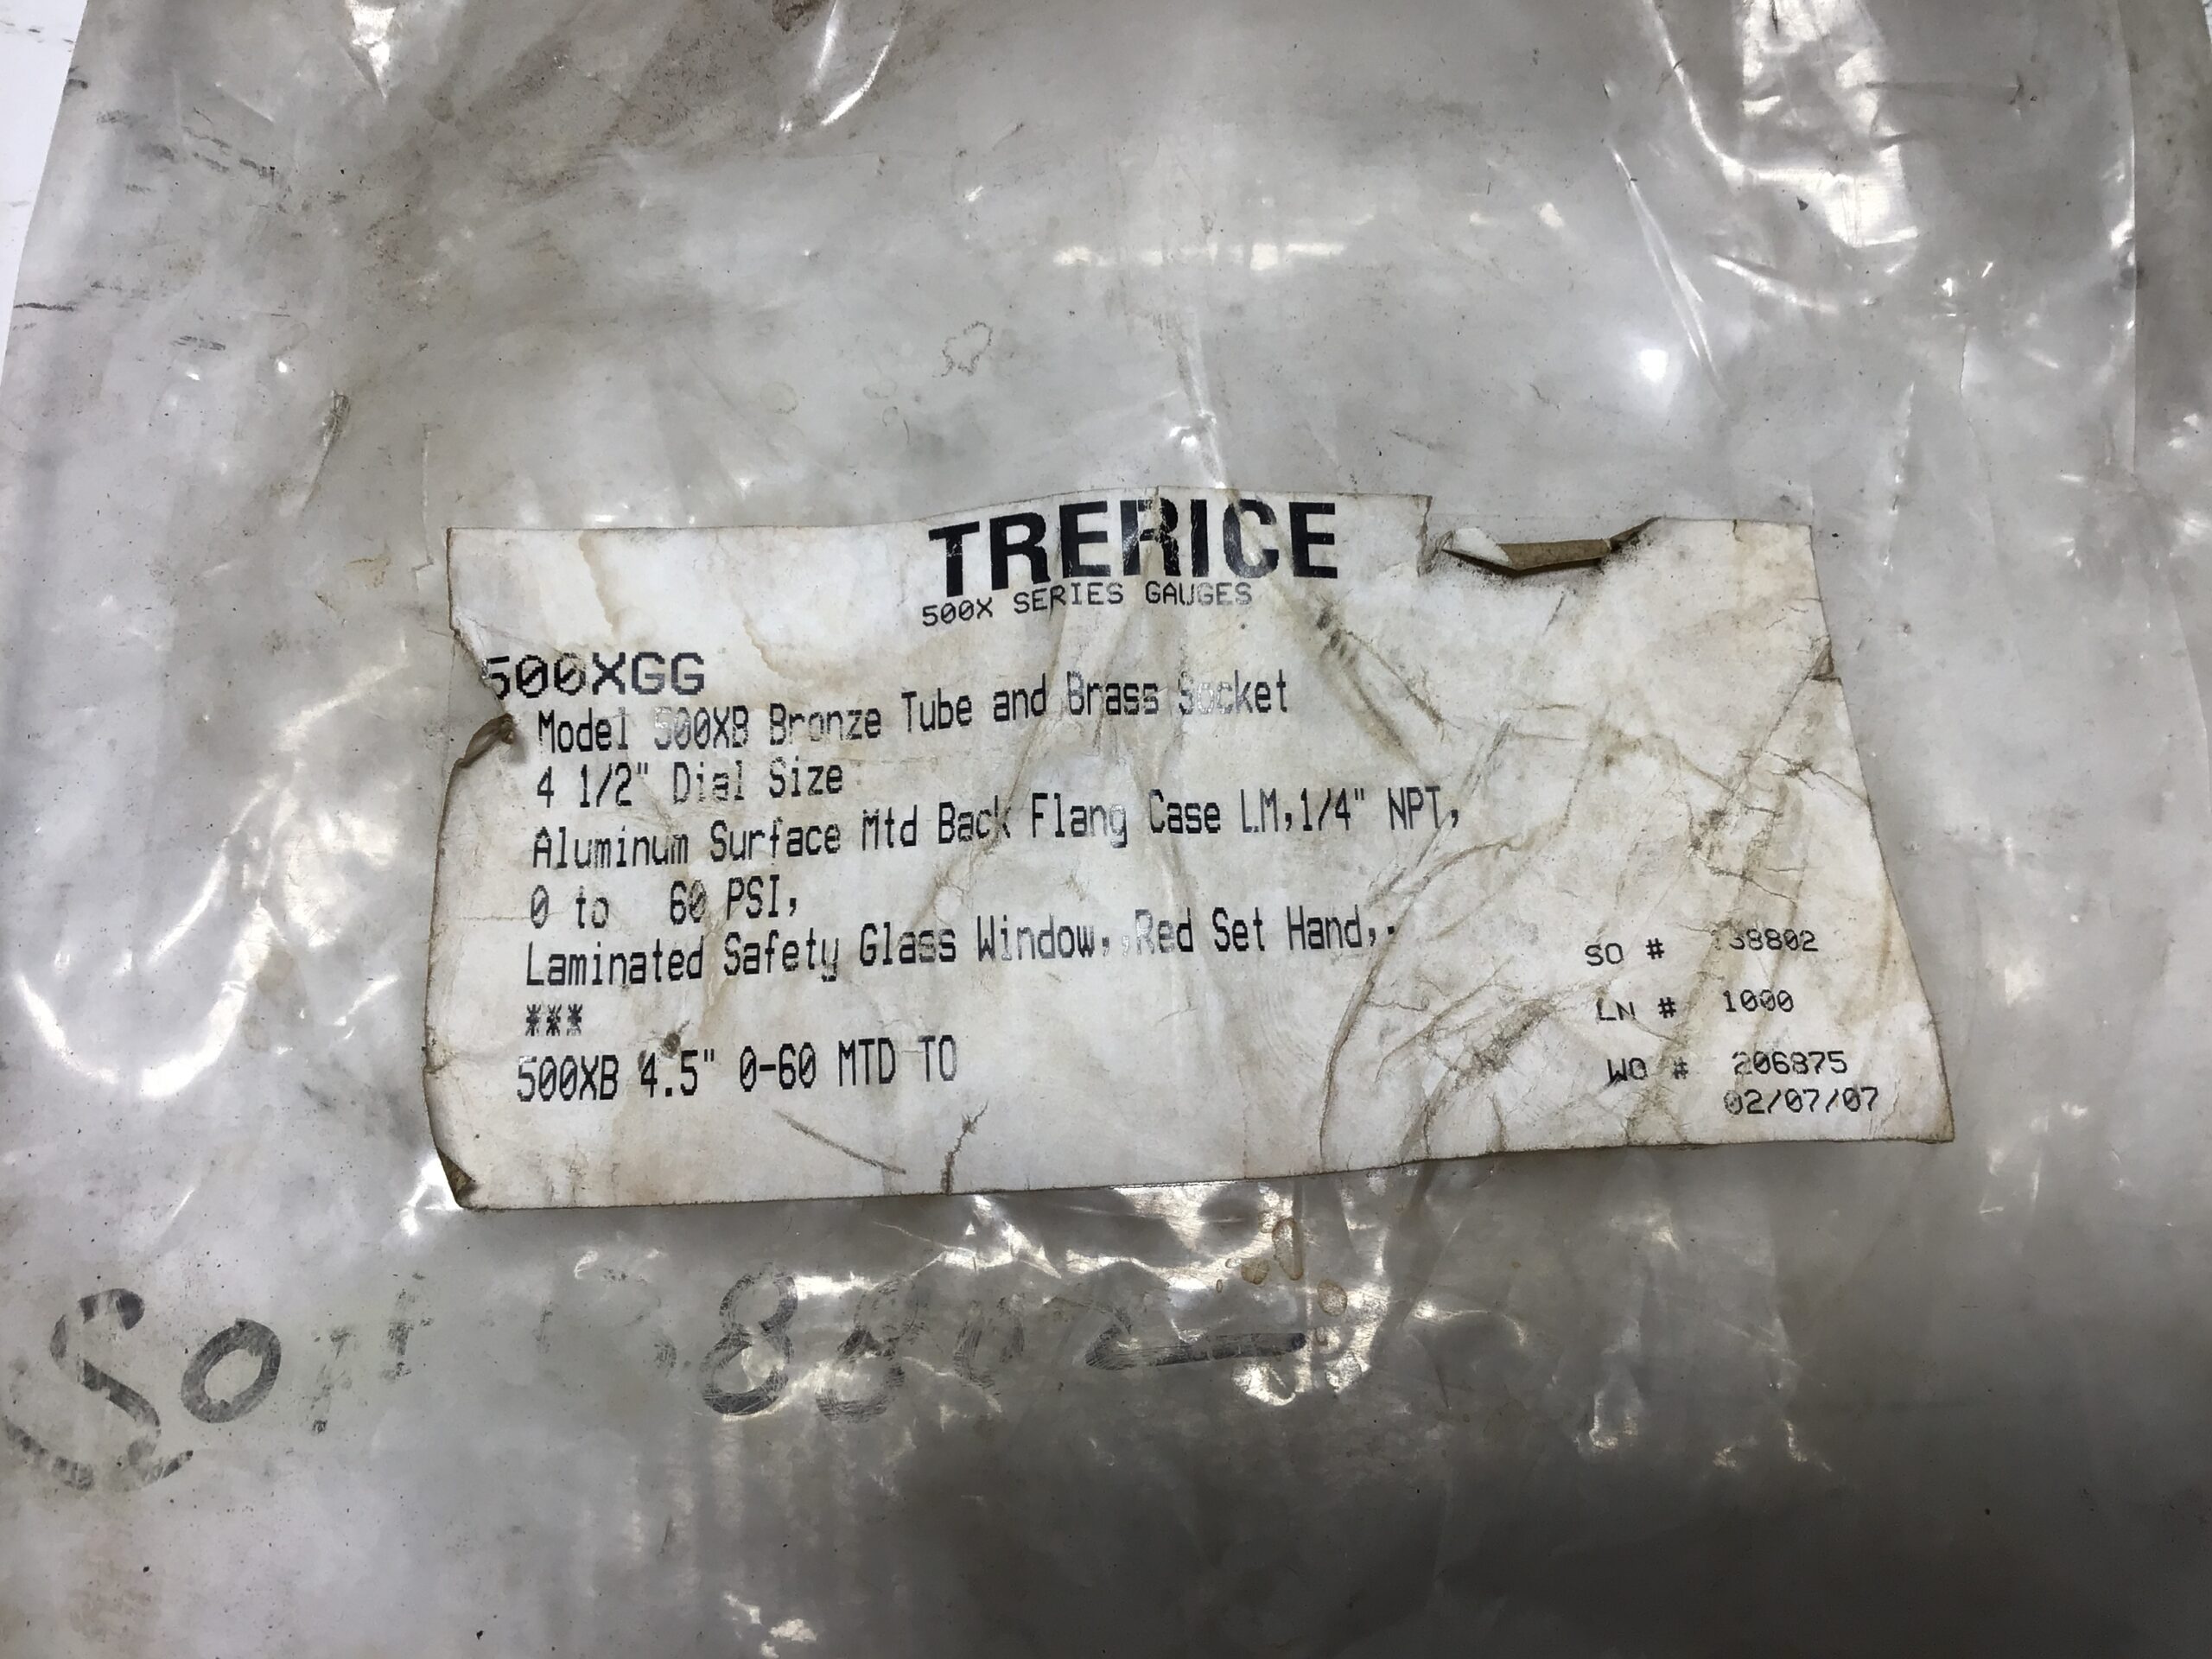 TRERICE
500X SERIES GAUGES
500XGG
Model 500XB Bronze Tube and Brass Socket
4 1/2" Dial Size
Aluminum Surface Mtd Back Flang Case LM,1/4" NPT,
0 to 60 PSI,
Laminated Safety Glass Window,,Red Set Hand,.
***
500XB 4.5" 0-60 MTD TO
SO #
LN # 1000
WO # 206875
02/07/07
So#